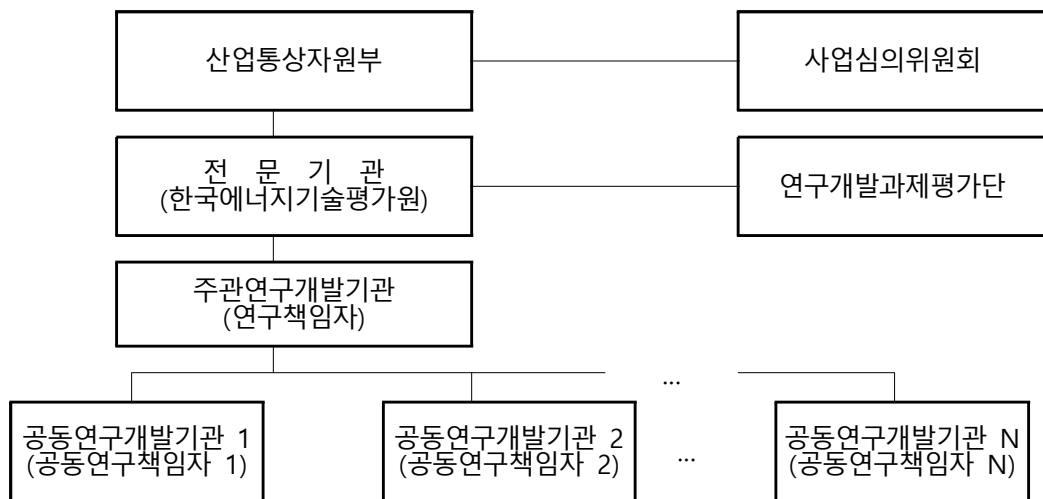 산업통상자원부
사업심의위원회
전 문 기 관
(한국에너지기술평가원)
연구개발과제평가단
주관연구개발기관
(연구책임자)
...
공동연구개발기관 1
(공동연구책임자 1)
공동연구개발기관 2
(공동연구책임자 2)
...
공동연구개발기관 N
(공동연구책임자 N)